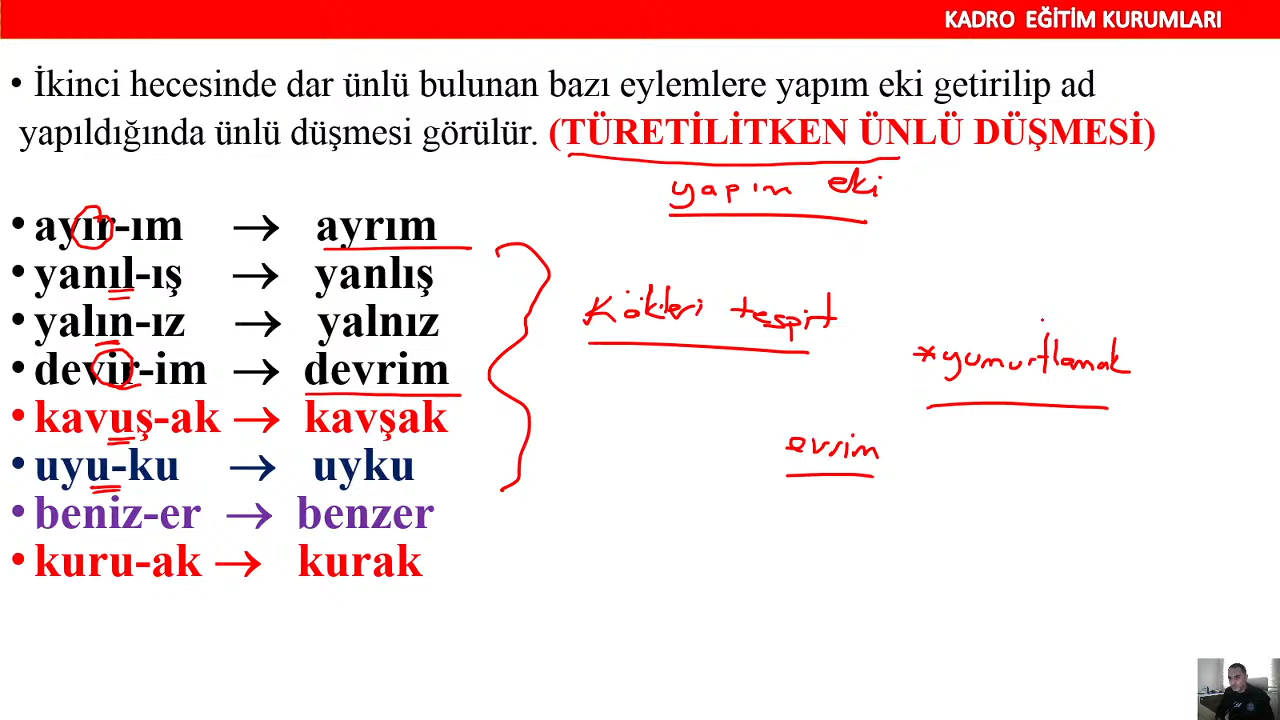 KADRO EĞİTİM KURUMLARI
• İkinci hecesinde dar ünlü bulunan bazı eylemlere yapım eki getirilip ad
yapıldığında ünlü düşmesi görülür. (TÜRETİLİTKEN ÜNLÜ DÜŞMESİ)
yapım eki
• ayır-ım → ayrım
• yanıl-ış → yanlış
• yalın-ız → yalnız
• devir-im → devrim
• kavuş-ak → kavşak
• uyu-ku → uyku
• beniz-er → benzer
• kuru-ak → kurak
Kökleri tespit
*yumurtlamak
evrim